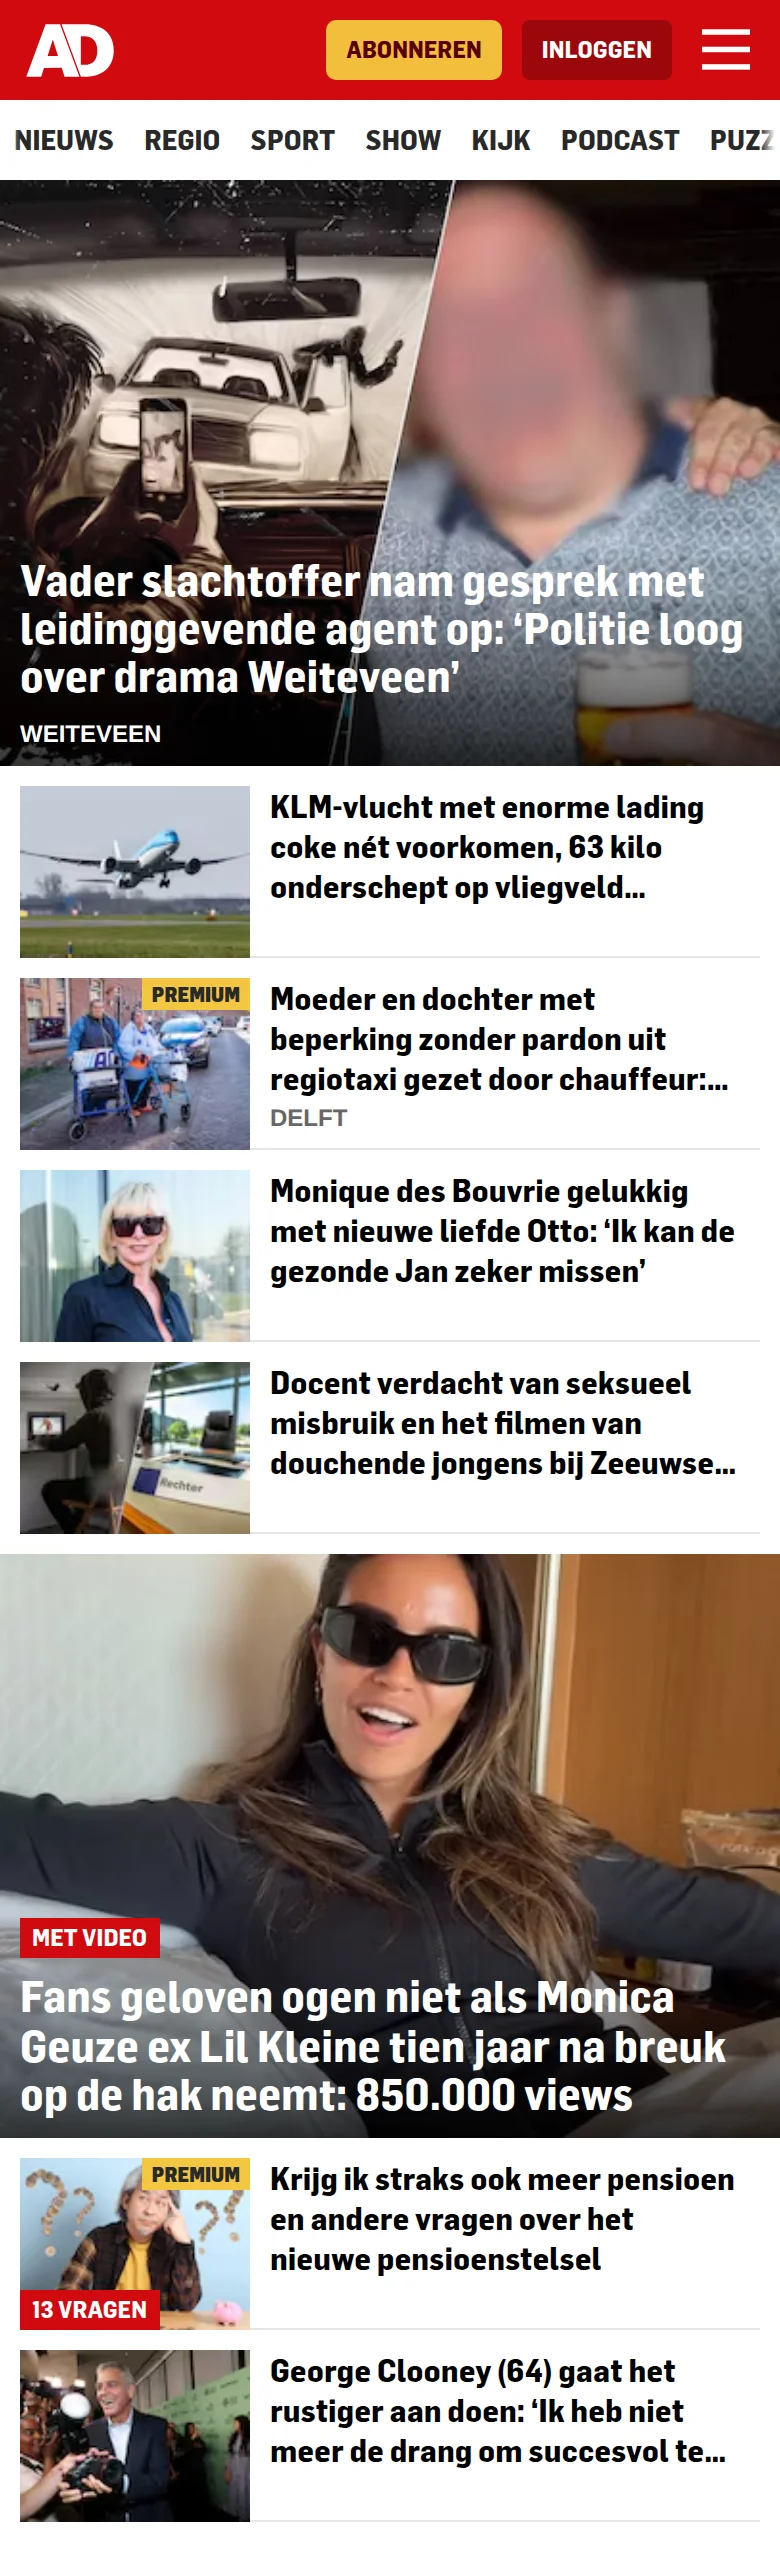 AD
ABONNEREN
INLOGGEN
NIEUWS REGIO SPORT SHOW KIJK PODCAST PUZZ
Vader slachtoffer nam gesprek met
leidinggevende agent op: ‘Politie loog
over drama Weiteveen’
WEITEVEEN
KLM-vlucht met enorme lading
coke nét voorkomen, 63 kilo
onderschept op vliegveld...
PREMIUM
Moeder en dochter met
beperking zonder pardon uit
regiotaxi gezet door chauffeur:...
DELFT
Monique des Bouvrie gelukkig
met nieuwe liefde Otto: ‘Ik kan de
gezonde Jan zeker missen’
Rechter
Docent verdacht van seksueel
misbruik en het filmen van
douchende jongens bij Zeeuwse...
MET VIDEO
Fans geloven ogen niet als Monica
Geuze ex Lil Kleine tien jaar na breuk
op de hak neemt: 850.000 views
PREMIUM
??
?!
13 VRAGEN
Krijg ik straks ook meer pensioen
en andere vragen over het
nieuwe pensioenstelsel
George Clooney (64) gaat het
rustiger aan doen: ‘Ik heb niet
meer de drang om succesvol te...